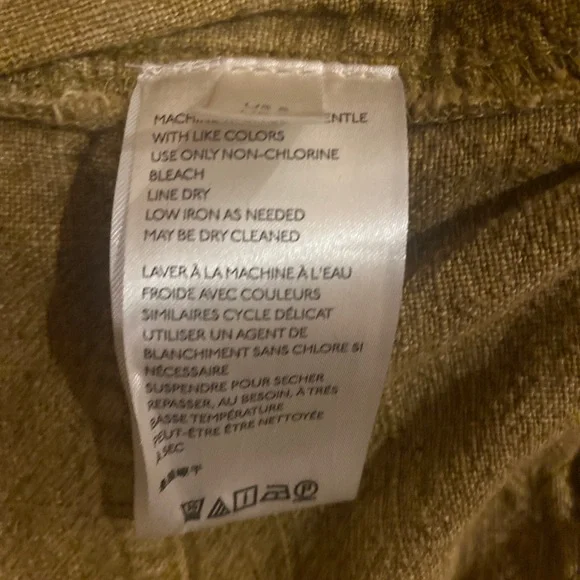 ENTLE
WITH LIKE COLORS
USE ONLY NON-CHLORINE
BLEACH
LINE DRY
LOW IRON AS NEEDED
MAY BE DRY CLEANED
LAVER À LA MACHINE À L'EAU
FROIDE AVEC COULEURS
SIMILAIRES CYCLE DÉLICAT
UTILISER UN AGENT DE
BLANCHIMENT SANS CHLORE SI
NÉCESSAIRE
SUSPENDRE POUR SECHER
REPASSER, AU BESOIN, À TRÈS
BASSE TEMPÉRATURE
PEUT-ÊTRE ÊTRE NETTOYÉE
À SEC